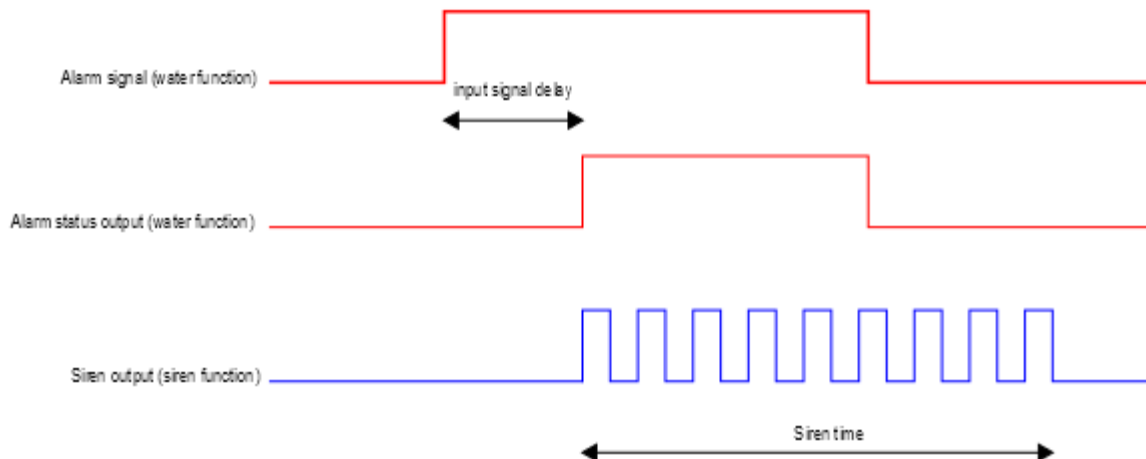 Alarm signal (water function)
input signal delay
Alarm status output (water function)
Siren output (siren function)
Siren time